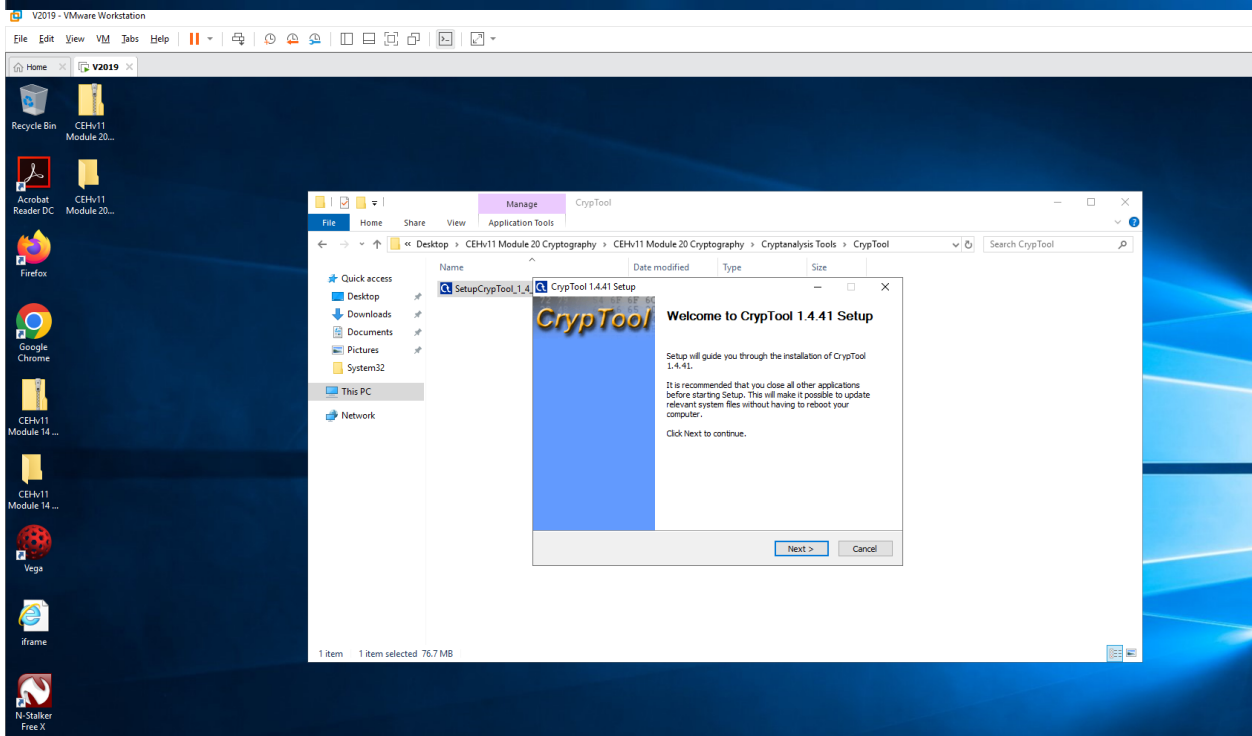 V2019 - VMware Workstation
File Edit View VM Tabs Help
Home V2019
Recycle Bin
CEHv11
Module 20...
Acrobat
Reader DC
CEHv11
Module 20...
Firefox
Google
Chrome
CEHv11
Module 14 ...
CEHv11
Module 14 ...
Vega
iframe
N-Stalker
Free X
Manage CrypTool
File Home Share View Application Tools
« Desktop > CEHv11 Module 20 Cryptography > CEHv11 Module 20 Cryptography > Cryptanalysis Tools > CrypTool Search CrypTool
Name Date modified Type Size
Quick access
Desktop
Downloads
Documents
Pictures
System32
This PC
Network
SetupCrypTool_1_4_
CrypTool 1.4.41 Setup
CrypTool
Welcome to CrypTool 1.4.41 Setup
Setup will guide you through the installation of CrypTool
1.4.41.
It is recommended that you close all other applications
before starting Setup. This will make it possible to update
relevant system files without having to reboot your
computer.
Click Next to continue.
Next > Cancel
1 item 1 item selected 76.7 MB